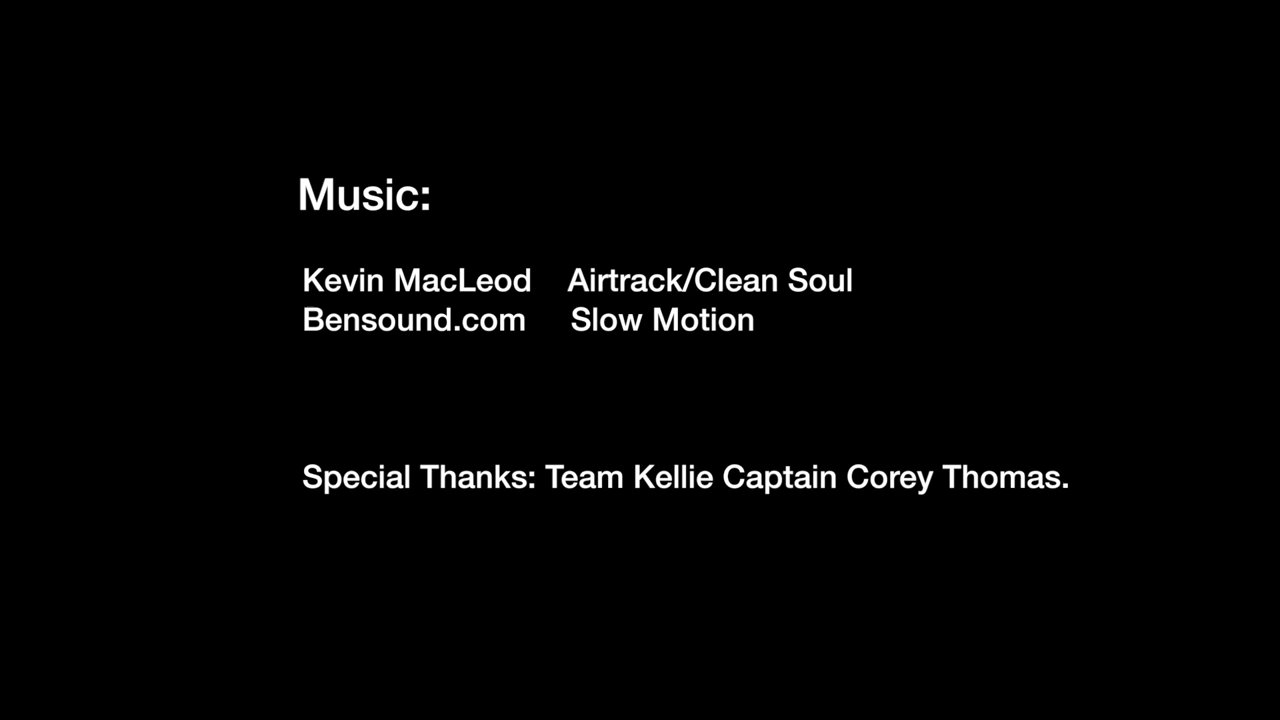 Music:
Kevin MacLeod Airtrack/Clean Soul
Bensound.com Slow Motion
Special Thanks: Team Kellie Captain Corey Thomas.